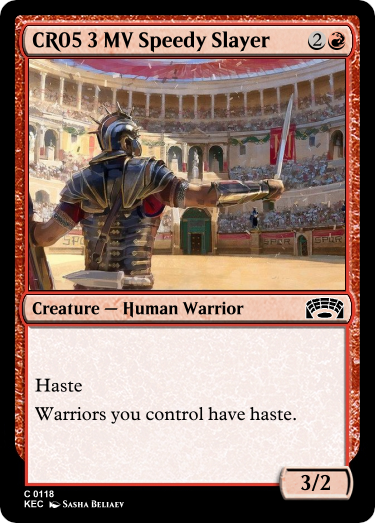 CR05 3 MV Speedy Slayer 2
Creature — Human Warrior
Haste
Warriors you control have haste.
3/2
C 0118
KEC Sasha Beliaev